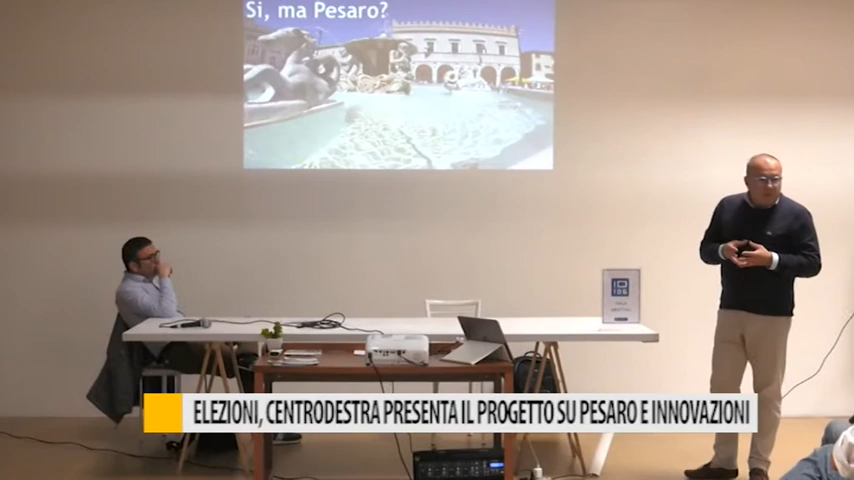 Si, ma Pesaro?
ELEZIONI, CENTRODESTRA PRESENTA IL PROGETTO SU PESARO E INNOVAZIONI